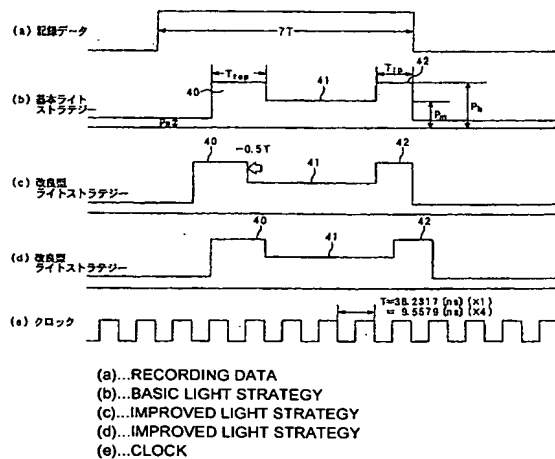 (a) 記録データ
7T
(b) 基本ライト
ストラテジー
40
Ttop
41
Tlp
42
Pm
Ph
40
-0.5T
41
42
(c) 改良型
ライトストラテジー
40
41
42
(d) 改良型
ライトストラテジー
(e) クロック
T=38.2317 (ns) (×1)
= 9.5579 (ns) (×4)
(a)...RECORDING DATA
(b)...BASIC LIGHT STRATEGY
(c)...IMPROVED LIGHT STRATEGY
(d)...IMPROVED LIGHT STRATEGY
(e)...CLOCK